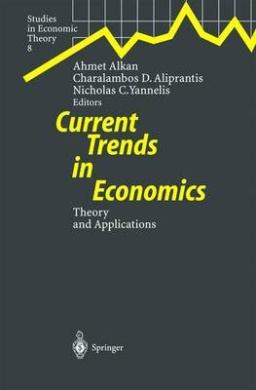 Studies
in Economic
Theory
8
Ahmet Alkan
Charalambos D. Aliprantis
Nicholas C. Yannelis
Editors
Current
Trends
in
Economics
Theory
and Applications
Springer